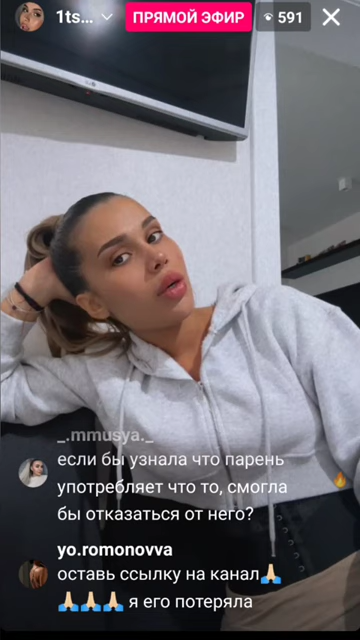 1ts...
ПРЯМОЙ ЭФИР
591
LG
_.mmusya._
если бы узнала что парень
употребляет что то, смогла
бы отказаться от него?
yo.romonovva
оставь ссылку на канал🙏🏻
🙏🏻🙏🏻🙏🏻 я его потеряла